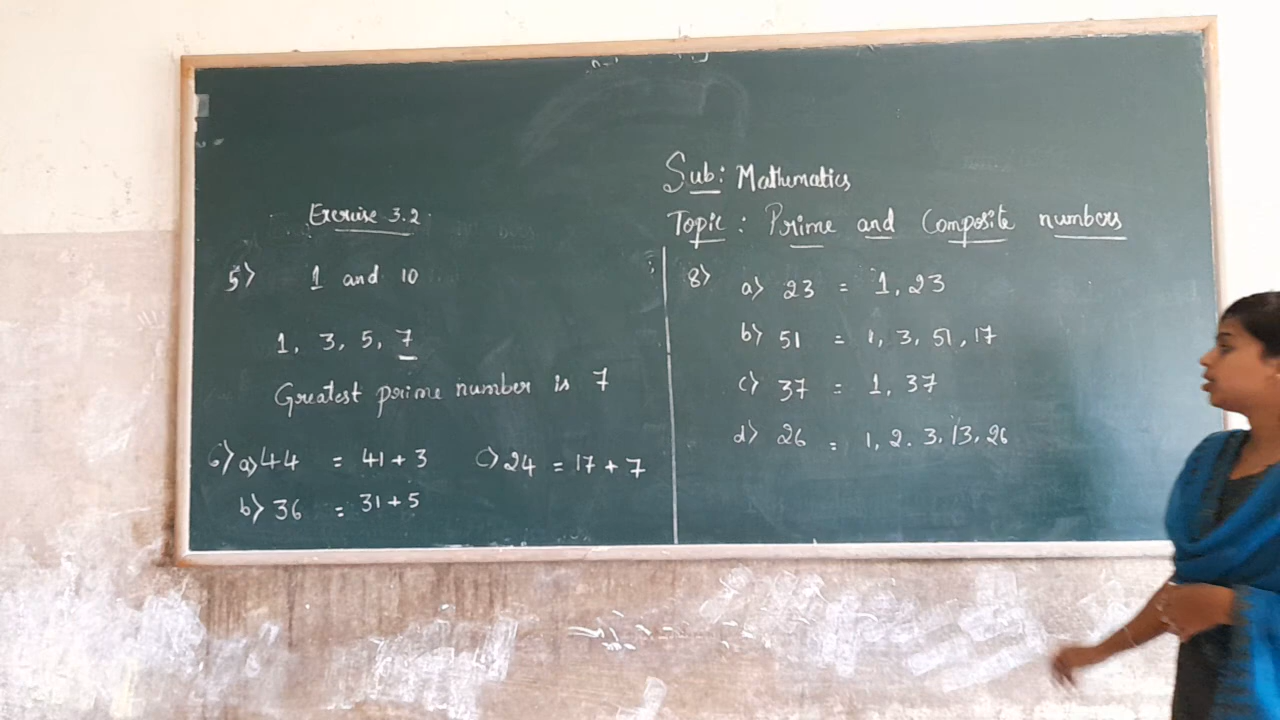 Sub: Mathematics
Topic: Prime and Composite numbers
Exercise 3.2
5) 1 and 10
1, 3, 5, 7
Greatest prime number is 7
6) a) 44 = 41 + 3
c) 24 = 17 + 7
b) 36 = 31 + 5
8) a) 23 = 1, 23
b) 51 = 1, 3, 51, 17
c) 37 = 1, 37
d) 26 = 1, 2. 3, 13, 26